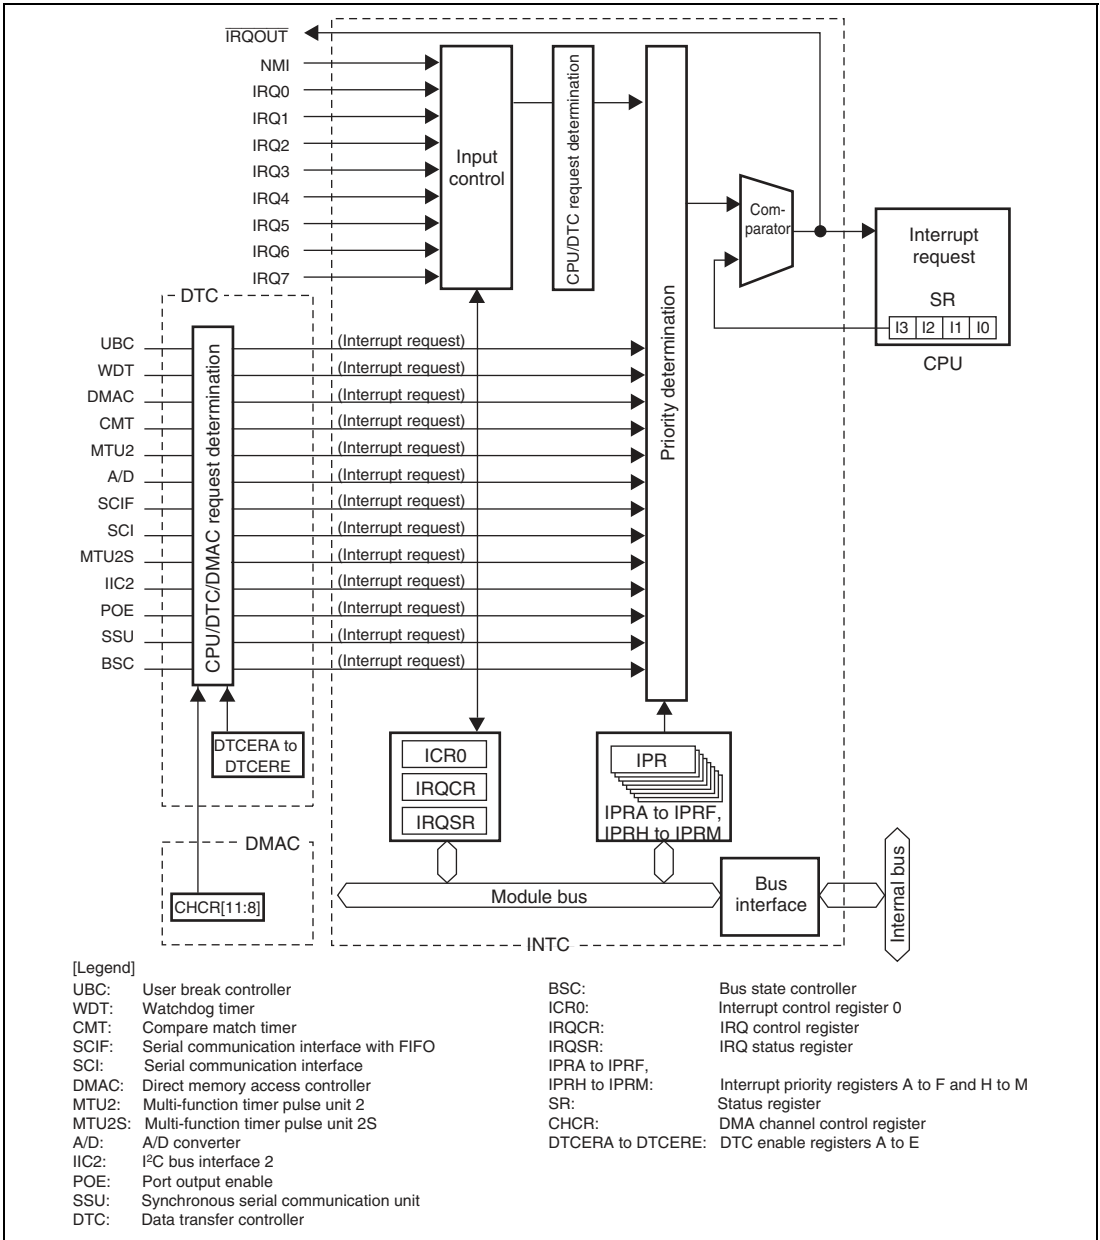 IRQOUT
NMI
IRQ0
IRQ1
IRQ2
IRQ3
IRQ4
IRQ5
IRQ6
IRQ7
Input
control
CPU/DTC request determination
Priority determination
Com-
parator
Interrupt
request
SR
I3 I2 I1 I0
CPU
DTC
UBC
WDT
DMAC
CMT
MTU2
A/D
SCIF
SCI
MTU2S
IIC2
POE
SSU
BSC
CPU/DTC/DMAC request determination
(Interrupt request)
(Interrupt request)
(Interrupt request)
(Interrupt request)
(Interrupt request)
(Interrupt request)
(Interrupt request)
(Interrupt request)
(Interrupt request)
(Interrupt request)
(Interrupt request)
(Interrupt request)
(Interrupt request)
DTCERA to
DTCERE
ICR0
IRQCR
IRQSR
IPR
IPRA to IPRF,
IPRH to IPRM
DMAC
CHCR[11:8]
Module bus
Bus
interface
Internal bus
INTC
[Legend]
UBC: User break controller
WDT: Watchdog timer
CMT: Compare match timer
SCIF: Serial communication interface with FIFO
SCI: Serial communication interface
DMAC: Direct memory access controller
MTU2: Multi-function timer pulse unit 2
MTU2S: Multi-function timer pulse unit 2S
A/D: A/D converter
IIC2: I²C bus interface 2
POE: Port output enable
SSU: Synchronous serial communication unit
DTC: Data transfer controller
BSC: Bus state controller
ICR0: Interrupt control register 0
IRQCR: IRQ control register
IRQSR: IRQ status register
IPRA to IPRF,
IPRH to IPRM: Interrupt priority registers A to F and H to M
SR: Status register
CHCR: DMA channel control register
DTCERA to DTCERE: DTC enable registers A to E